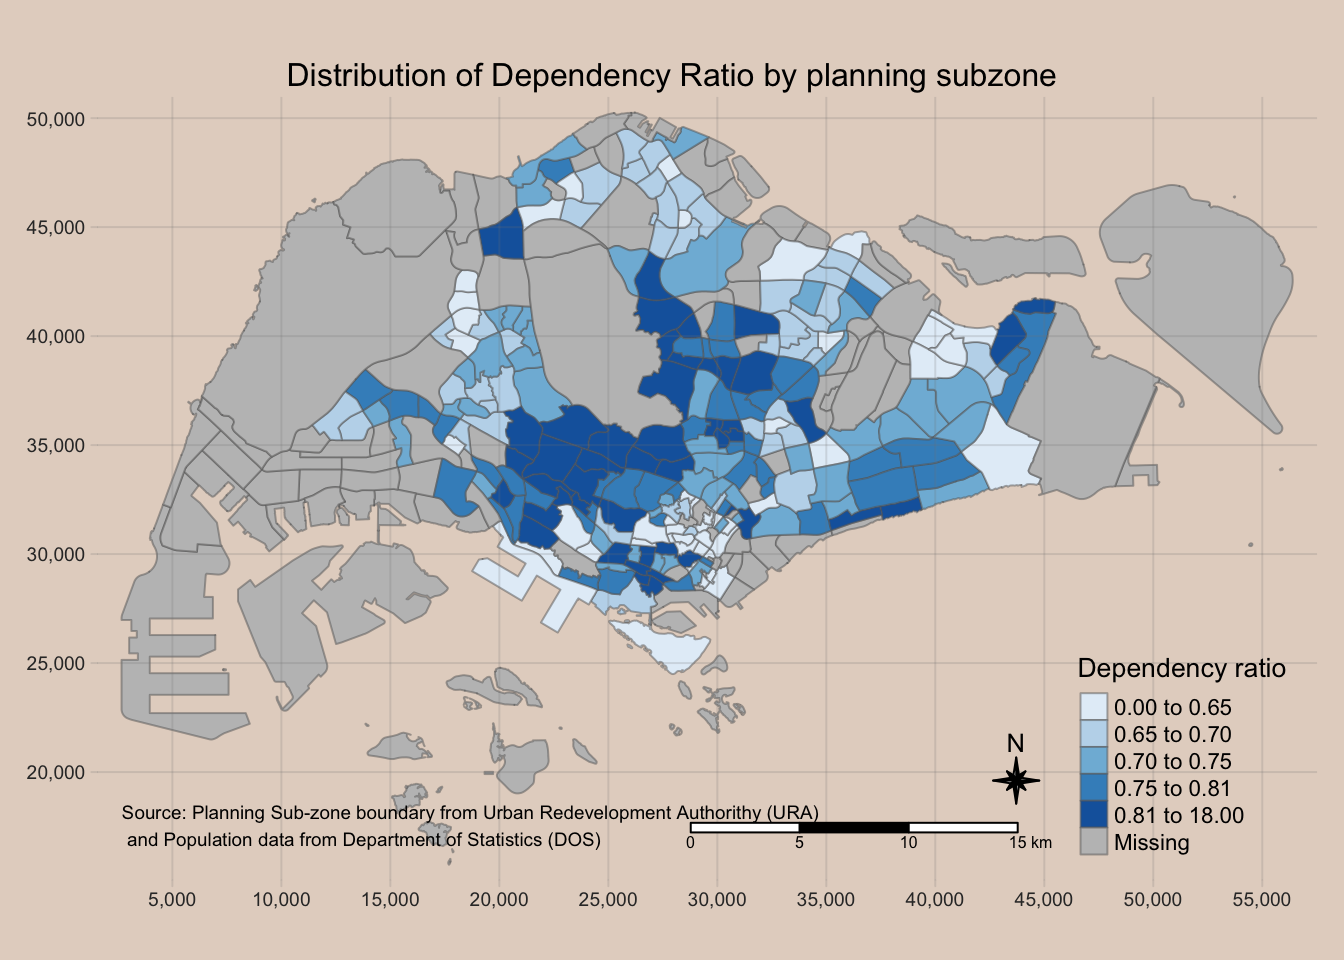 Distribution of Dependency Ratio by planning subzone
50,000
45,000
40,000
35,000
30,000
25,000
20,000
Dependency ratio
0.00 to 0.65
0.65 to 0.70
0.70 to 0.75
0.75 to 0.81
0.81 to 18.00
Missing
N
Source: Planning Sub-zone boundary from Urban Redevelopment Authorithy (URA)
and Population data from Department of Statistics (DOS)
0 5 10 15 km
5,000 10,000 15,000 20,000 25,000 30,000 35,000 40,000 45,000 50,000 55,000